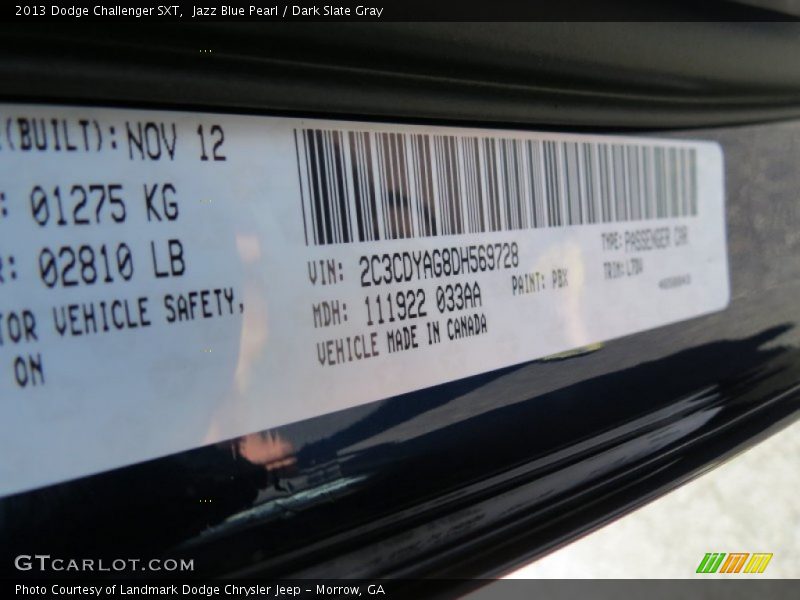 2013 Dodge Challenger SXT,  Jazz Blue Pearl / Dark Slate Gray
(BUILT): NOV 12
: 01275 KG
R: 02810 LB
TOR VEHICLE SAFETY,
ON
VIN: 2C3CDYAG8DH569728
MDH: 111922 033AA
VEHICLE MADE IN CANADA
PAINT: PBX
TYPE: PASSENGER CAR
TRIM:
GTCARLOT.COM
Photo Courtesy of Landmark Dodge Chrysler Jeep - Morrow, GA